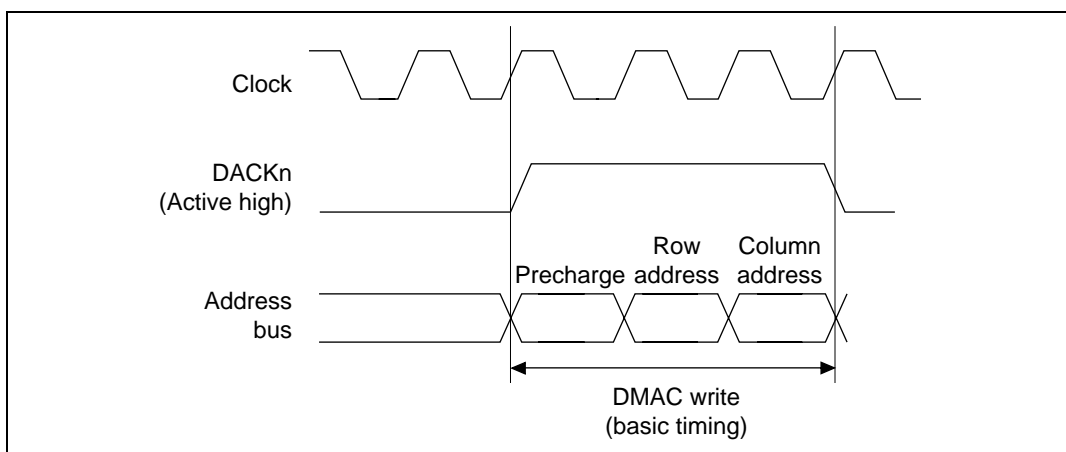 Clock
DACKn
(Active high)
Row
Column
Precharge
address
address
Address
bus
DMAC write
(basic timing)